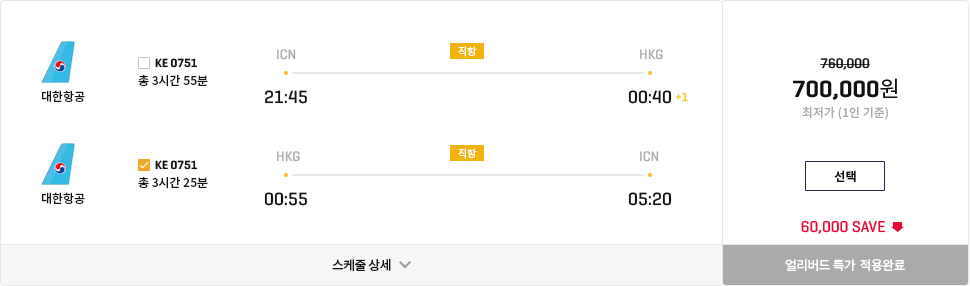 대한항공
KE 0751
총 3시간 55분
ICN
직항
HKG
21:45
00:40 +1
대한항공
KE 0751
총 3시간 25분
HKG
직항
ICN
00:55
05:20
760,000
700,000원
최저가 (1인 기준)
선택
60,000 SAVE
스케줄 상세
얼리버드 특가 적용완료